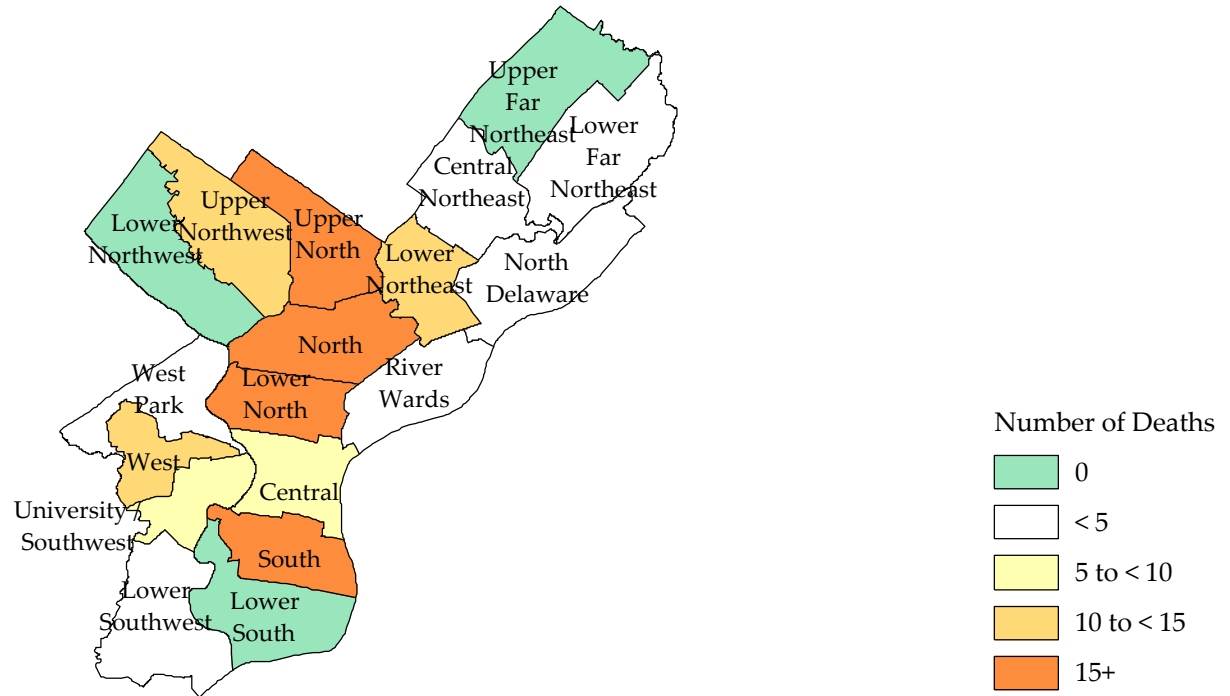 Upper
Far
Northeast
Lower
Far
Northeast
Central
Northeast
Upper
Northwest
Lower
Northwest
Upper
North
Lower
Northeast
North
Delaware
North
River
Wards
West
Park
Lower
North
West
Central
University
Southwest
South
Lower
Southwest
Lower
South
Number of Deaths
0
< 5
5 to < 10
10 to < 15
15+